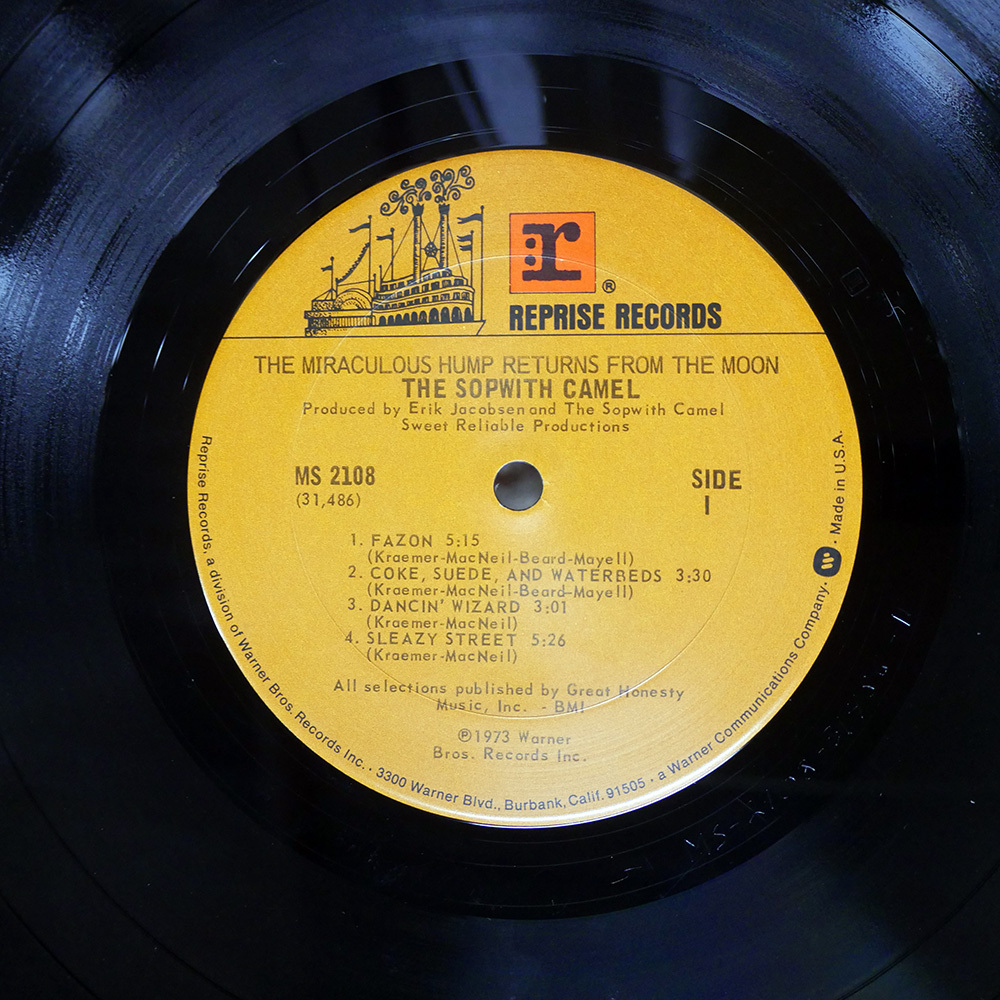 r
®
REPRISE RECORDS
THE MIRACULOUS HUMP RETURNS FROM THE MOON
THE SOPWITH CAMEL
Produced by Erik Jacobsen and The Sopwith Camel
Sweet Reliable Productions
MS 2108
(31,486)
SIDE
1
1. FAZON 5:15
(Kraemer-MacNeil-Beard-Mayell)
2. COKE, SUEDE, AND WATERBEDS 3:30
(Kraemer-MacNeil-Beard-Mayell)
3. DANCIN' WIZARD 3:01
(Kraemer-MacNeil)
4. SLEAZY STREET 5:26
(Kraemer-MacNeil)
All selections published by Great Honesty
Music, Inc. - BMI
℗1973 Warner
Bros. Records Inc.
Reprise Records, a division of Warner Bros. Records Inc. · 3300 Warner Blvd., Burbank, Calif. 91505 · a Warner Communications Company · Made in U.S.A.